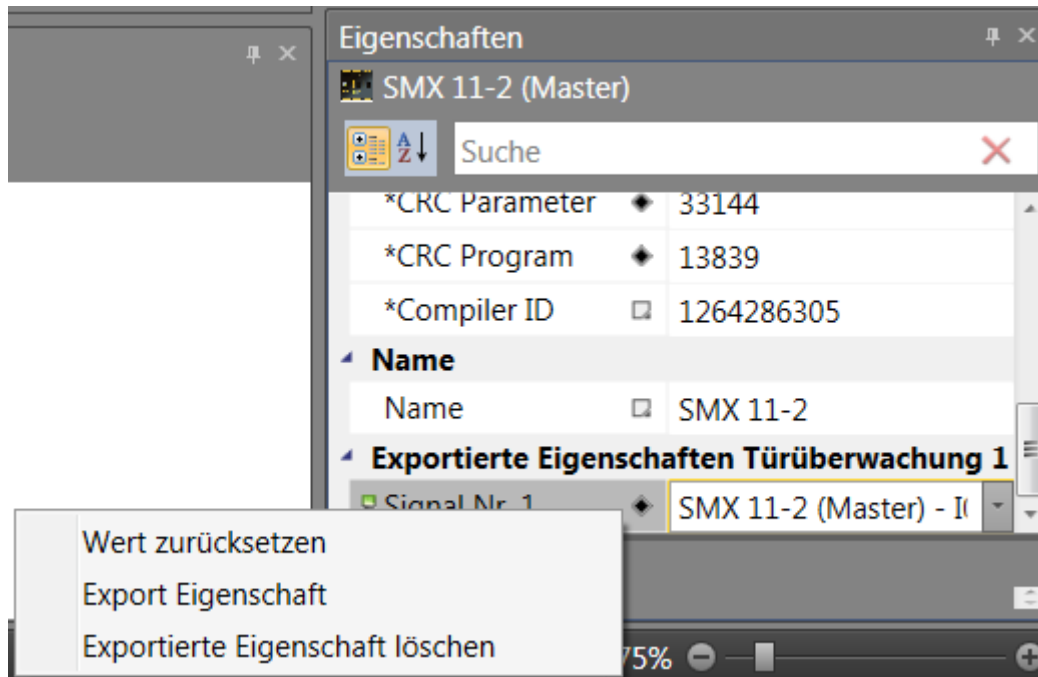 Eigenschaften
SMX 11-2 (Master)
Suche
*CRC Parameter 33144
*CRC Program 13839
*Compiler ID 1264286305
Name
Name SMX 11-2
Exportierte Eigenschaften Türüberwachung 1
Signal Nr. 1 SMX 11-2 (Master) -
Wert zurücksetzen
Export Eigenschaft
Exportierte Eigenschaft löschen
75%